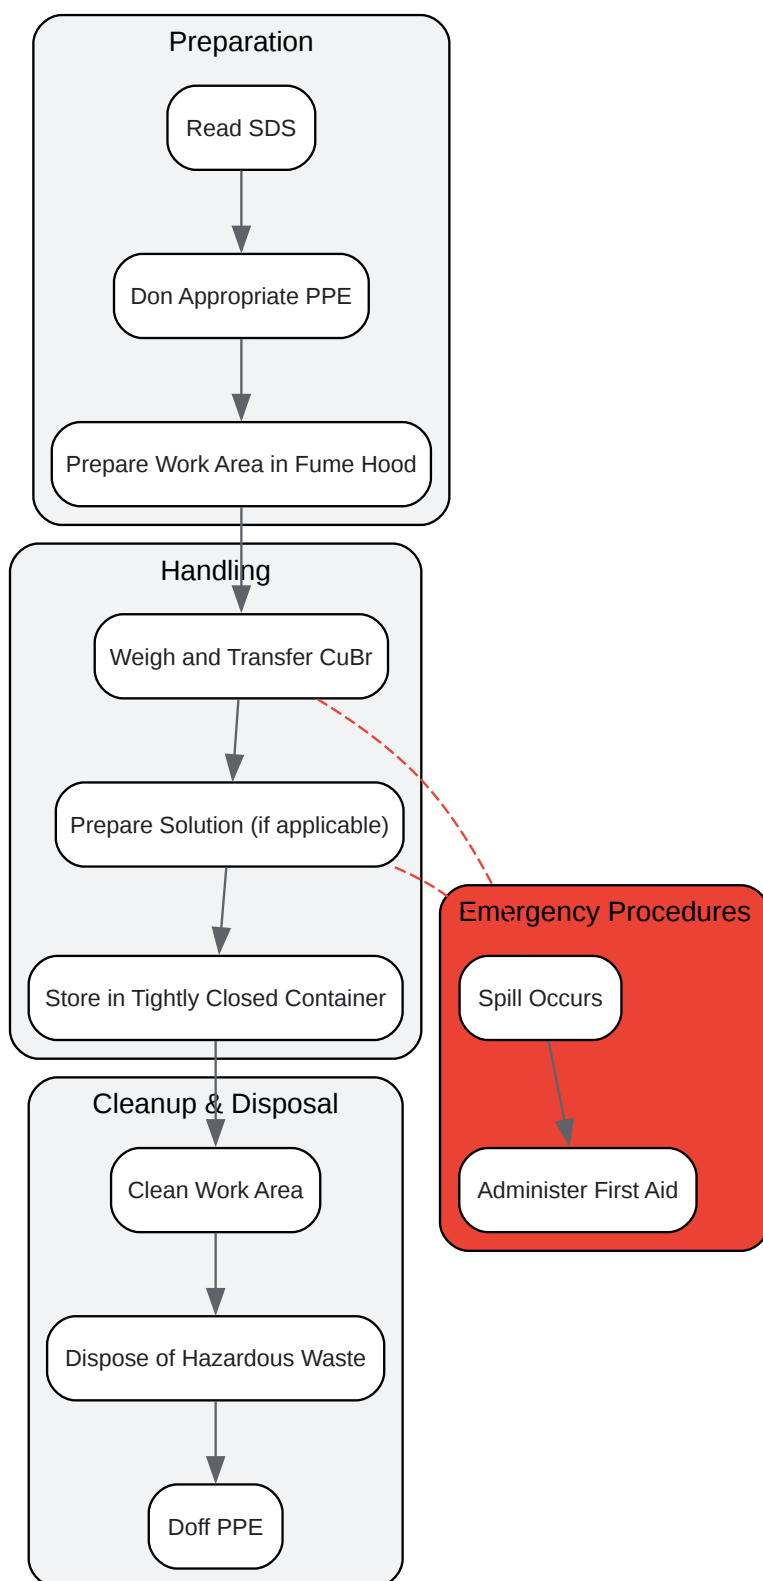 Preparation
Read SDS
Don Appropriate PPE
Prepare Work Area in Fume Hood
Handling
Weigh and Transfer CuBr
Prepare Solution (if applicable)
Store in Tightly Closed Container
Emergency Procedures
Spill Occurs
Administer First Aid
Cleanup & Disposal
Clean Work Area
Dispose of Hazardous Waste
Doff PPE